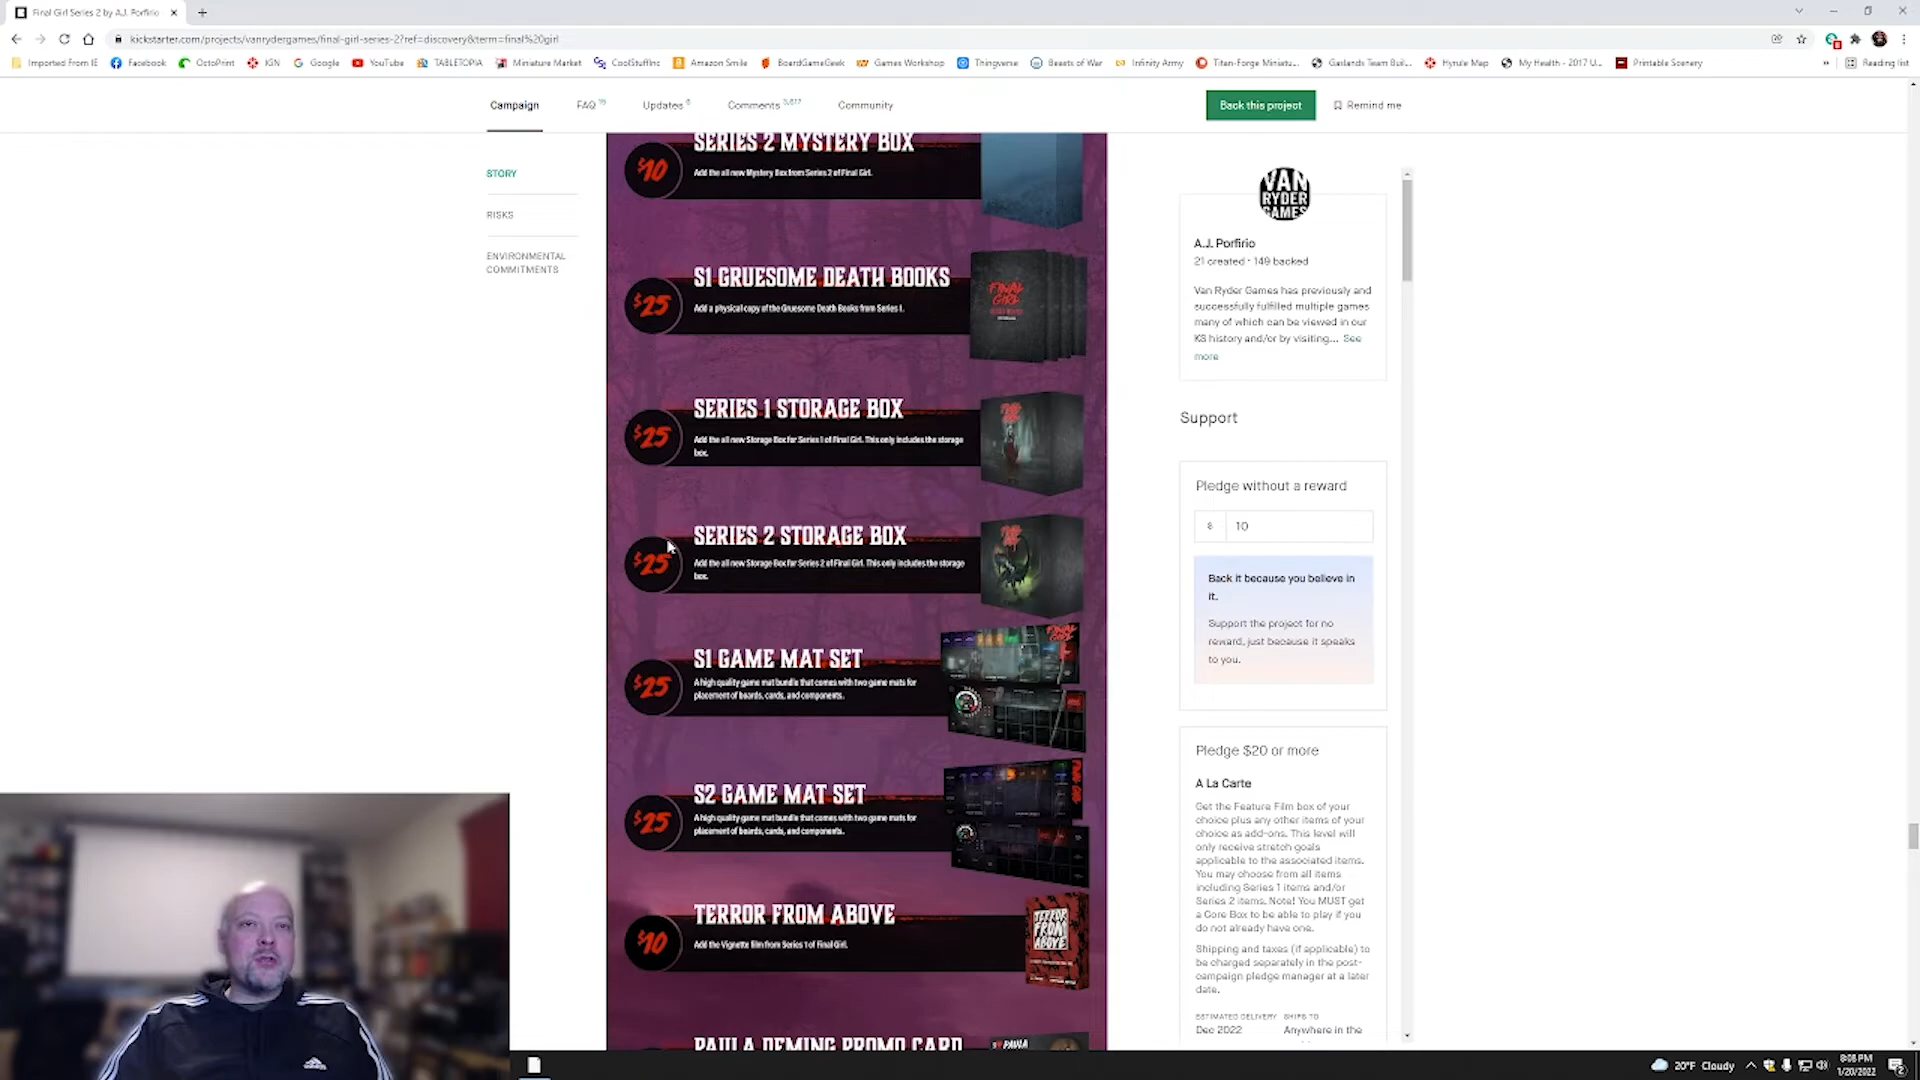 Final Girl Series 2 by A.J. Porfirio
kickstarter.com/projects/vanrydergames/final-girl-series-2?ref=discovery&term=final%20girl
Imported From IE
Facebook
OctoPrint
IGN
Google
YouTube
TABLETOPIA
Miniature Market
CoolStuffInc
Amazon Smile
BoardGameGeek
Games Workshop
Thingverse
Beasts of War
Infinity Army
Titan-Forge Miniatu...
Gaslands Team Buil...
Hyrule Map
My Health - 2017 U...
Printable Scenery
»
Reading list
Campaign
FAQ 19
Updates 6
Comments 3,677
Community
Back this project
Remind me
STORY
RISKS
ENVIRONMENTAL
COMMITMENTS
SERIES 2 MYSTERY BOX
$10
Add the all new Mystery Box from Series 2 of Final Girl.
S1 GRUESOME DEATH BOOKS
$25
Add a physical copy of the Gruesome Death Books from Series 1.
FINAL
GIRL
SERIES 1 STORAGE BOX
$25
Add the all new Storage Box for Series 1 of Final Girl. This only includes the storage
box.
SERIES 2 STORAGE BOX
$25
Add the all new Storage Box for Series 2 of Final Girl. This only includes the storage
box.
S1 GAME MAT SET
$25
A high quality game mat bundle that comes with two game mats for
placement of boards, cards, and components.
FINAL
GIRL
S2 GAME MAT SET
$25
A high quality game mat bundle that comes with two game mats for
placement of boards, cards, and components.
TERROR FROM ABOVE
$10
Add the Vignette film from Series 1 of Final Girl.
TERROR
FROM
ABOVE
PAULA DEMING PROMO CARD
PAULA
VAN
RYDER
GAMES
A.J. Porfirio
21 created · 149 backed
Van Ryder Games has previously and
successfully fulfilled multiple games
many of which can be viewed in our
KS history and/or by visiting... See
more
Support
Pledge without a reward
$ 10
Back it because you believe in
it.
Support the project for no
reward, just because it speaks
to you.
Pledge $20 or more
A La Carte
Get the Feature Film box of your
choice plus any other items of your
choice as add-ons. This level will
only receive stretch goals
applicable to the associated items.
You may choose from all items
including Series 1 items and/or
Series 2 items. Note! You MUST get
a Core Box to be able to play if you
do not already have one.
Shipping and taxes (if applicable) to
be charged separately in the post-
campaign pledge manager at a later
date.
ESTIMATED DELIVERY
SHIPS TO
Dec 2022
Anywhere in the
20°F Cloudy
8:08 PM
1/20/2022